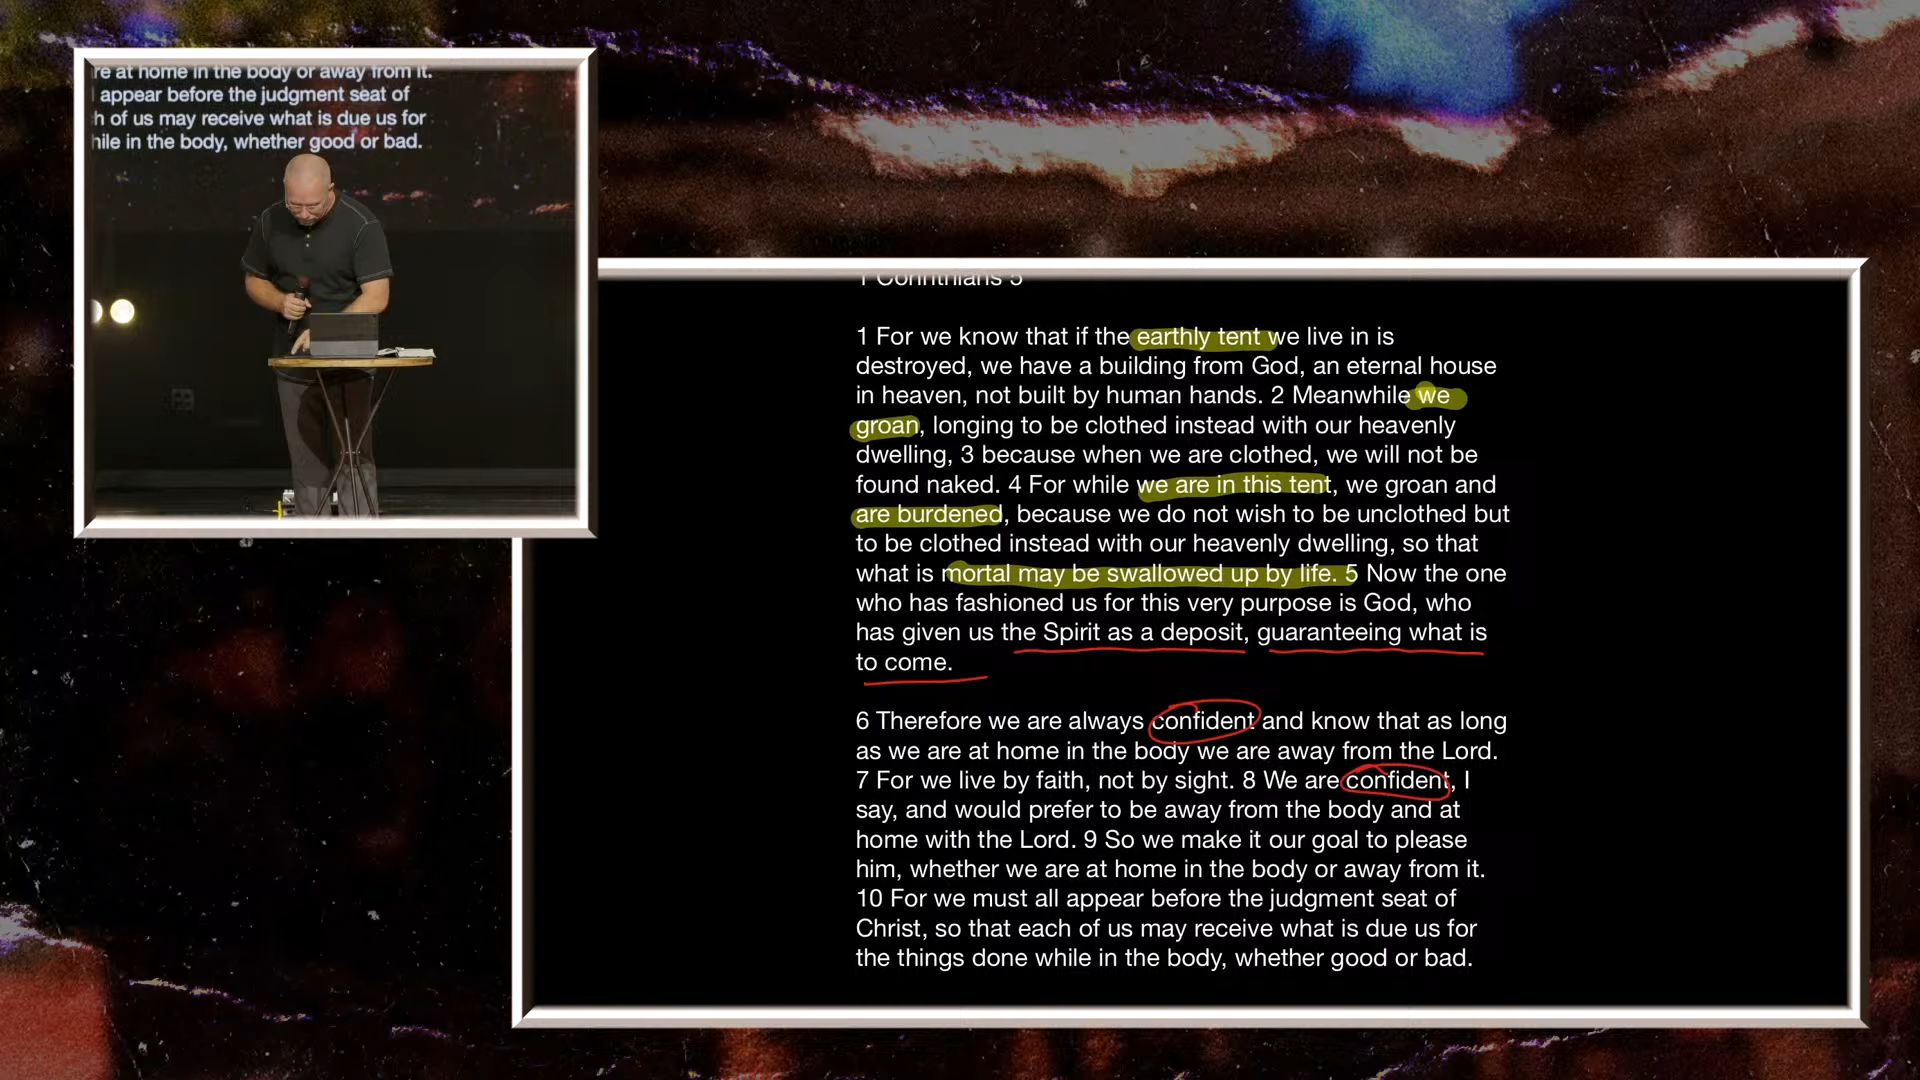 re at home in the body or away from it.
appear before the judgment seat of
h of us may receive what is due us for
hile in the body, whether good or bad.
1 Corinthians 5
1 For we know that if the earthly tent we live in is
destroyed, we have a building from God, an eternal house
in heaven, not built by human hands. 2 Meanwhile we
groan, longing to be clothed instead with our heavenly
dwelling, 3 because when we are clothed, we will not be
found naked. 4 For while we are in this tent, we groan and
are burdened, because we do not wish to be unclothed but
to be clothed instead with our heavenly dwelling, so that
what is mortal may be swallowed up by life. 5 Now the one
who has fashioned us for this very purpose is God, who
has given us the Spirit as a deposit, guaranteeing what is
to come.
6 Therefore we are always confident and know that as long
as we are at home in the body we are away from the Lord.
7 For we live by faith, not by sight. 8 We are confident, I
say, and would prefer to be away from the body and at
home with the Lord. 9 So we make it our goal to please
him, whether we are at home in the body or away from it.
10 For we must all appear before the judgment seat of
Christ, so that each of us may receive what is due us for
the things done while in the body, whether good or bad.